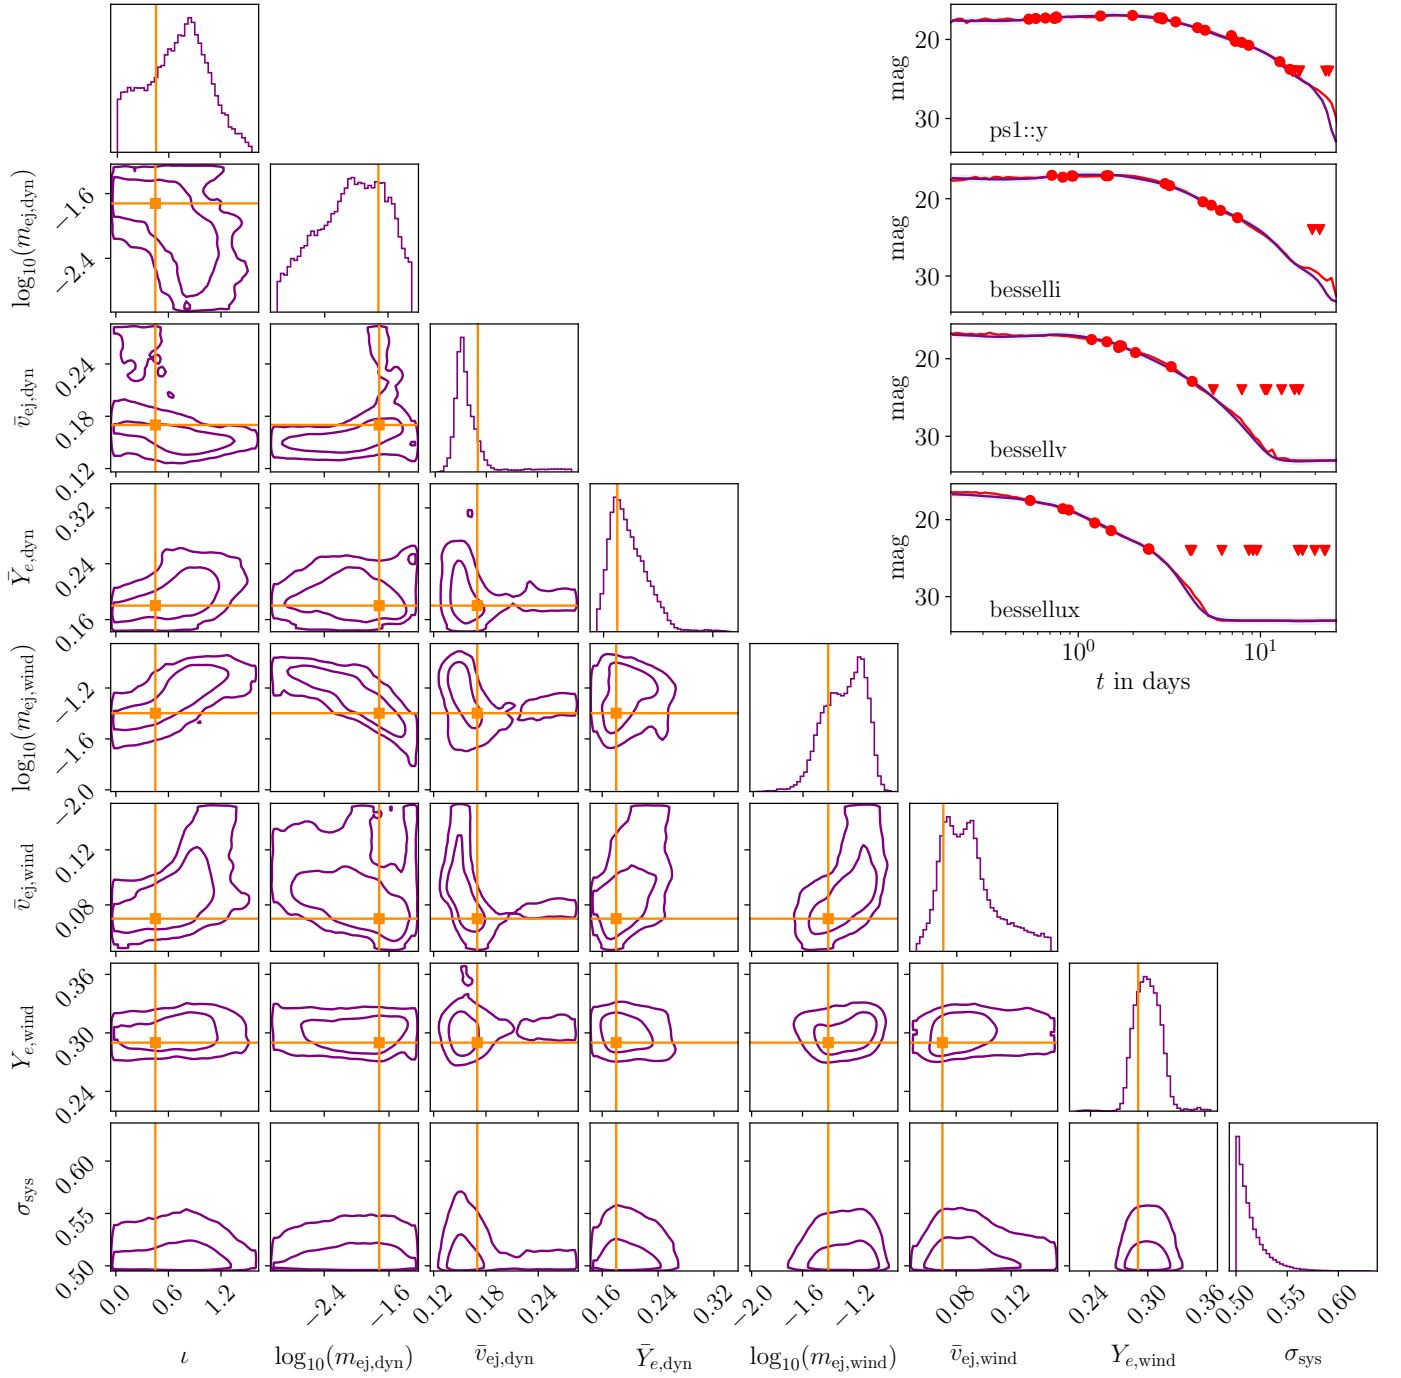 mag
20
30
ps1::y
log₁₀(m_ej,dyn)
−1.6
−2.4
mag
20
30
besselli
v̄_ej,dyn
0.24
0.18
0.12
mag
20
30
bessellv
Ȳ_e,dyn
0.32
0.24
0.16
mag
20
30
bessellux
10⁰
10¹
t in days
log₁₀(m_ej,wind)
−1.2
−1.6
−2.0
v̄_ej,wind
0.12
0.08
Y_e,wind
0.36
0.30
0.24
σ_sys
0.60
0.55
0.50
0.0 0.6 1.2 −2.4 −1.6 0.12 0.18 0.24 0.16 0.24 0.32 −2.0 −1.6 −1.2 0.08 0.12 0.24 0.30 0.36 0.50 0.55 0.60
ι log₁₀(m_ej,dyn) v̄_ej,dyn Ȳ_e,dyn log₁₀(m_ej,wind) v̄_ej,wind Y_e,wind σ_sys